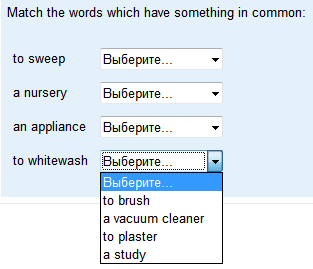 Match the words which have something in common:
to sweep Выберите...
a nursery Выберите...
an appliance Выберите...
to whitewash Выберите...
Выберите...
to brush
a vacuum cleaner
to plaster
a study